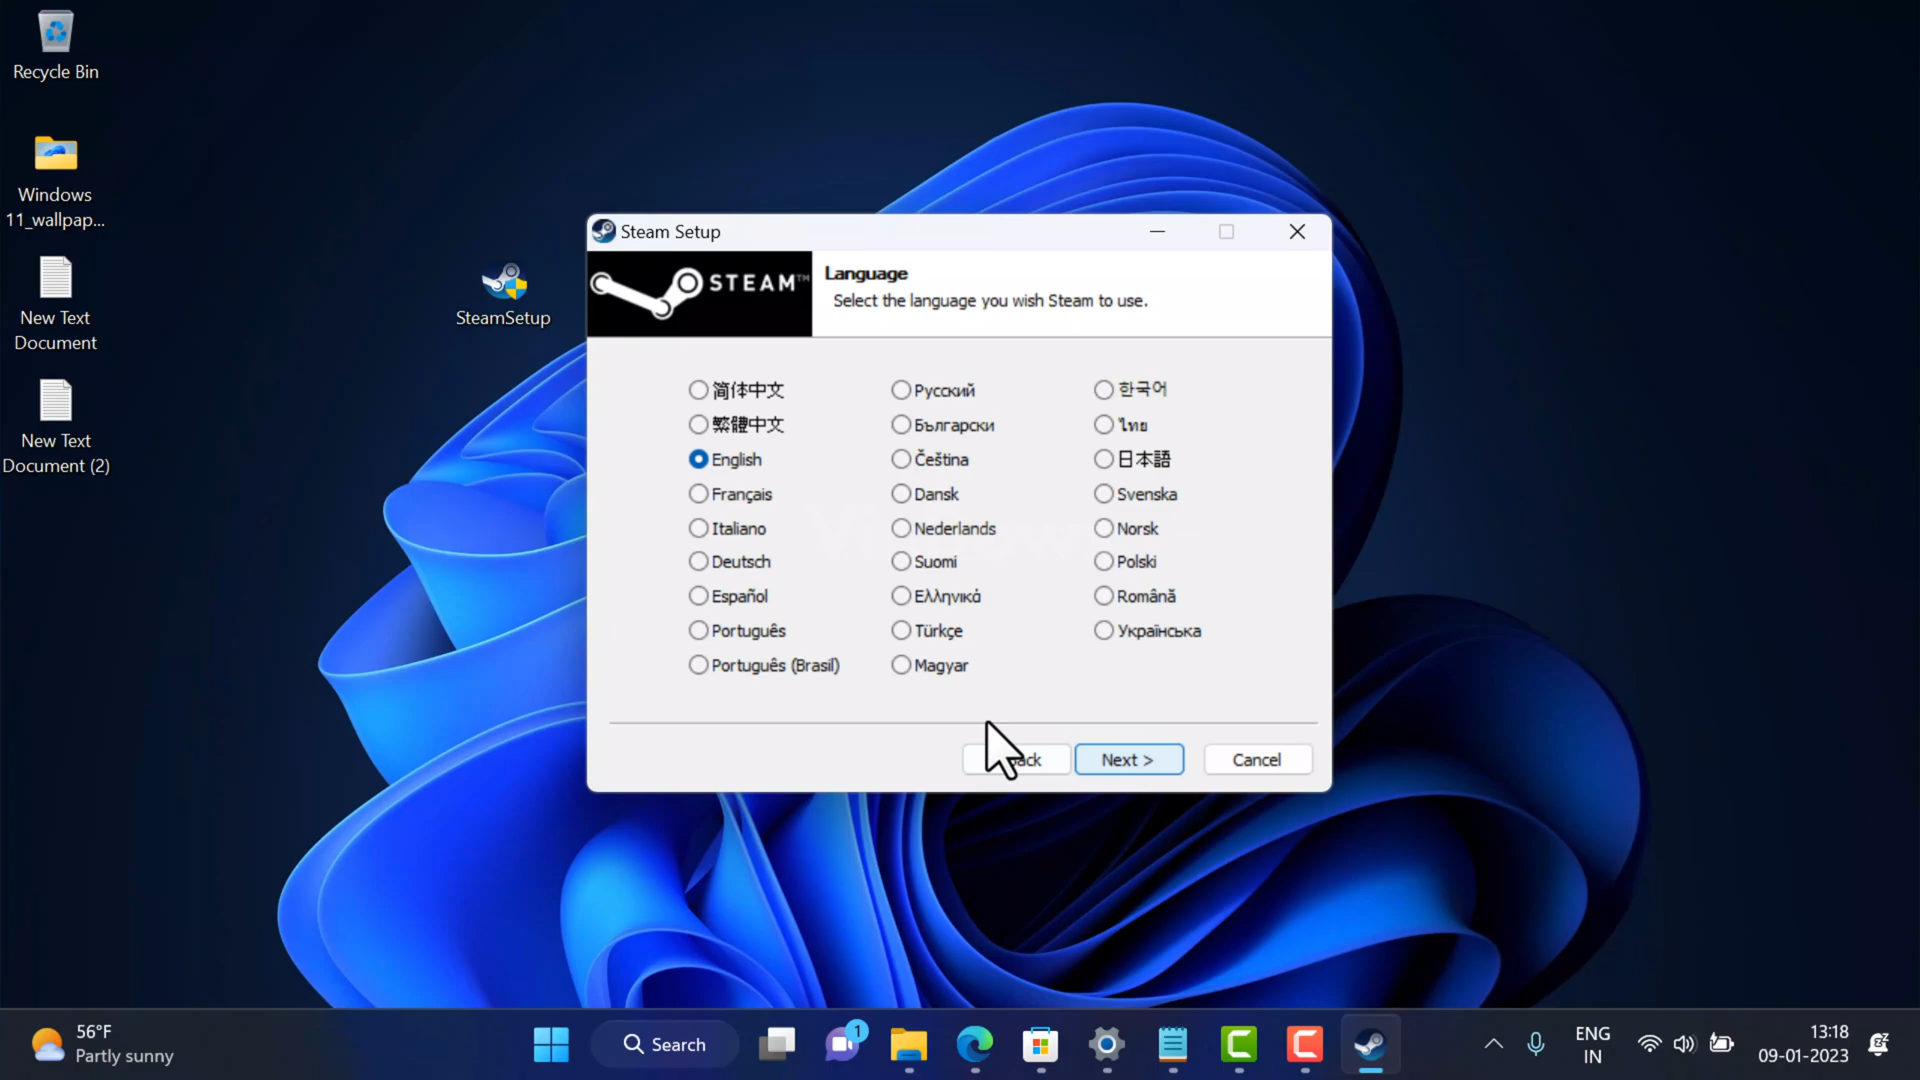 Recycle Bin
Windows
11_wallpap...
New Text
Document
New Text
Document (2)
SteamSetup
Steam Setup
STEAM™
Language
Select the language you wish Steam to use.
简体中文
繁體中文
English
Français
Italiano
Deutsch
Español
Português
Português (Brasil)
Русский
Български
Čeština
Dansk
Nederlands
Suomi
Ελληνικά
Türkçe
Magyar
한국어
ไทย
日本語
Svenska
Norsk
Polski
Română
Українська
Next >
Cancel
56°F
Partly sunny
Search
1
ENG
IN
13:18
09-01-2023